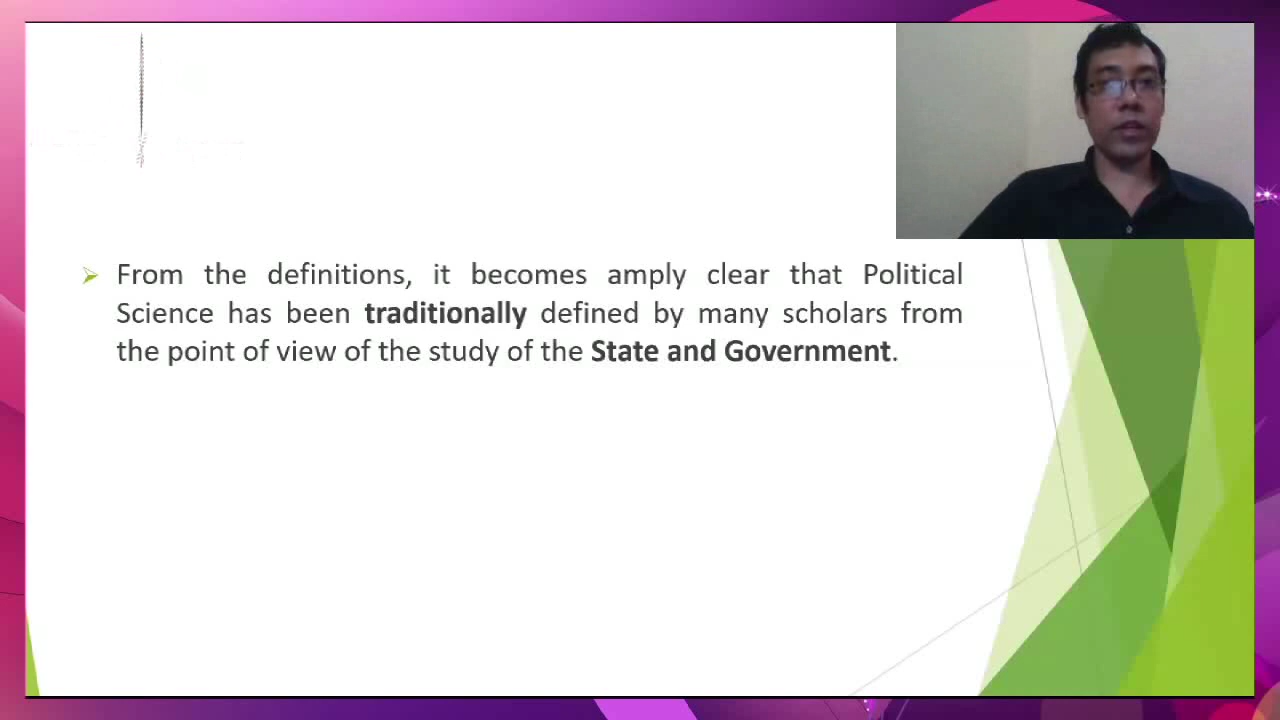 From the definitions, it becomes amply clear that Political
Science has been traditionally defined by many scholars from
the point of view of the study of the State and Government.